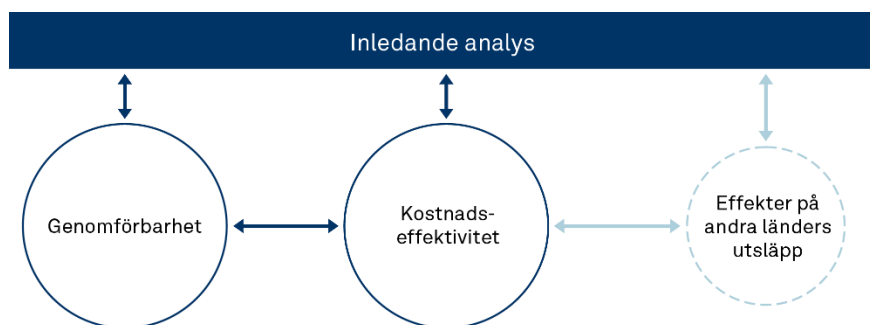 Inledande analys
Genomförbarhet
Kostnads-
effektivitet
Effekter på
andra länders
utsläpp